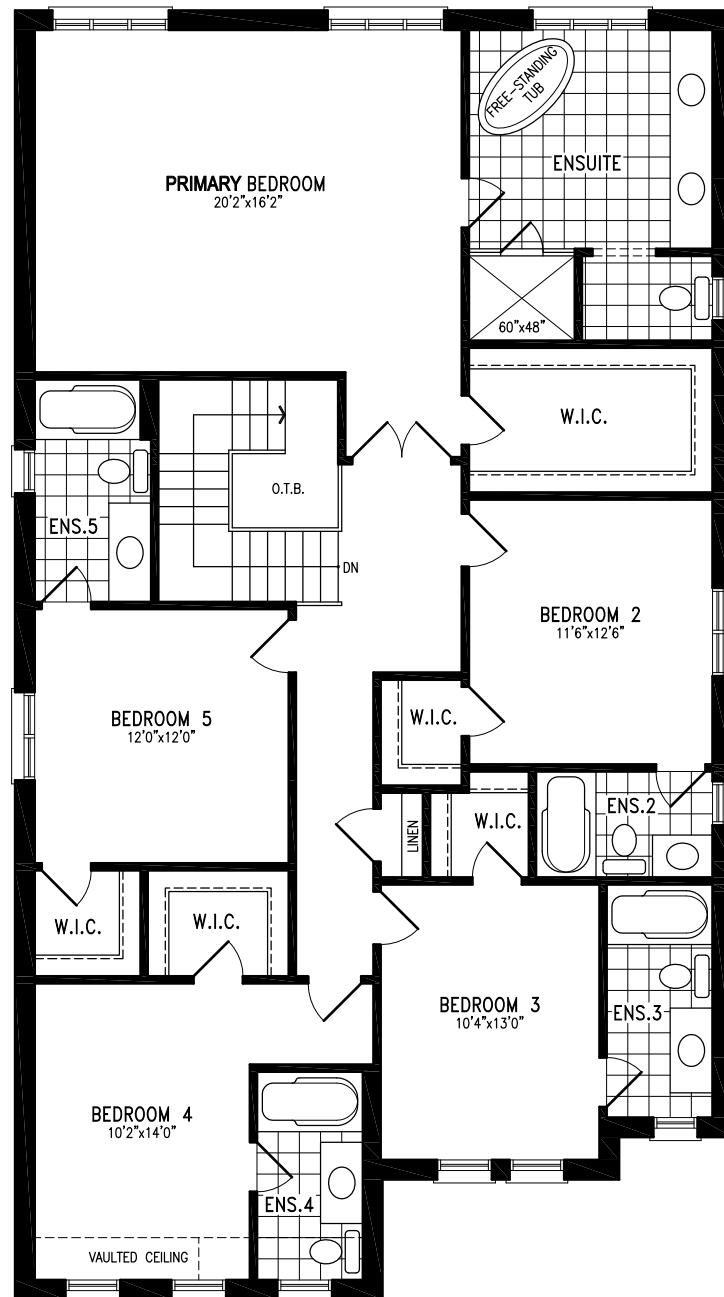 FREE-STANDING
TUB
ENSUITE
PRIMARY BEDROOM
20'2"x16'2"
60"x48"
W.I.C.
O.T.B.
ENS.5
DN
BEDROOM 2
11'6"x12'6"
BEDROOM 5
12'0"x12'0"
W.I.C.
ENS.2
LINEN
W.I.C.
W.I.C.
W.I.C.
BEDROOM 3
10'4"x13'0"
ENS.3
BEDROOM 4
10'2"x14'0"
ENS.4
VAULTED CEILING